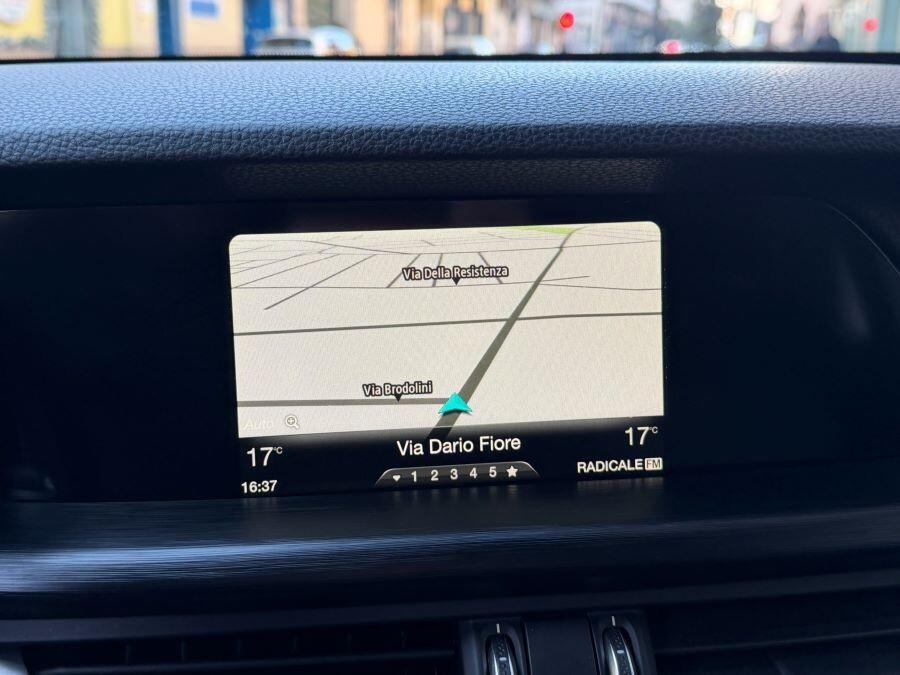 Via Della Resistenza
Via Brodolini
Auto
17°C
Via Dario Fiore
17°C
16:37
1 2 3 4 5
RADICALE FM